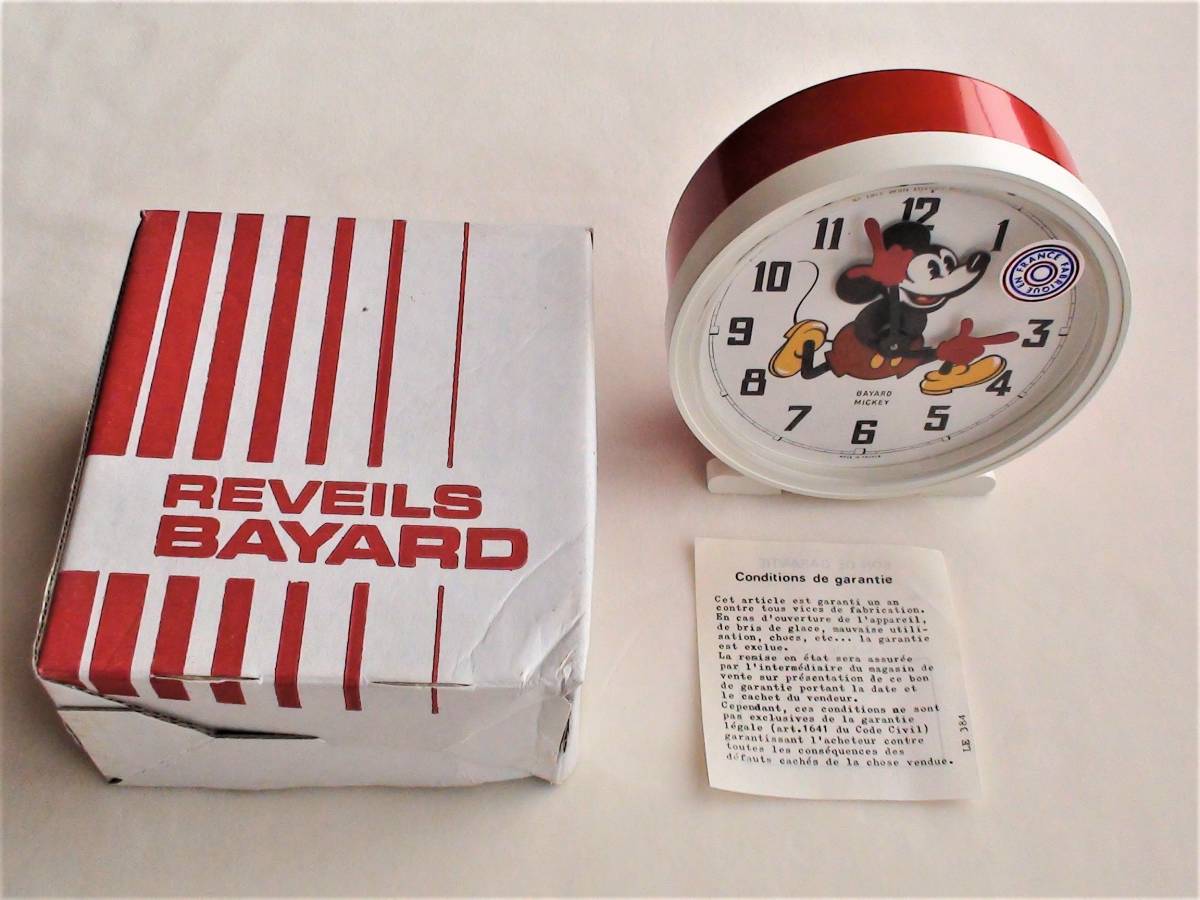 REVEILS
BAYARD
12
1
3
4
5
6
7
8
9
10
11
BAYARD
MICKEY
FABRIQUE EN FRANCE
Conditions de garantie
Cet article est garanti un an
contre tous vices de fabrication.
En cas d'ouverture de l'appareil,
de bris de glace, mauvaise utili-
sation, chocs, etc... la garantie
est exclue.
La remise en état sera assurée
par l'intermédiaire du magasin de
vente sur présentation de ce bon
de garantie portant la date et
le cachet du vendeur.
Cependant, ces conditions ne sont
pas exclusives de la garantie
légale (art.1641 du Code Civil)
garantissant l'acheteur contre
toutes les conséquences des
défauts cachés de la chose vendue.
LE 384